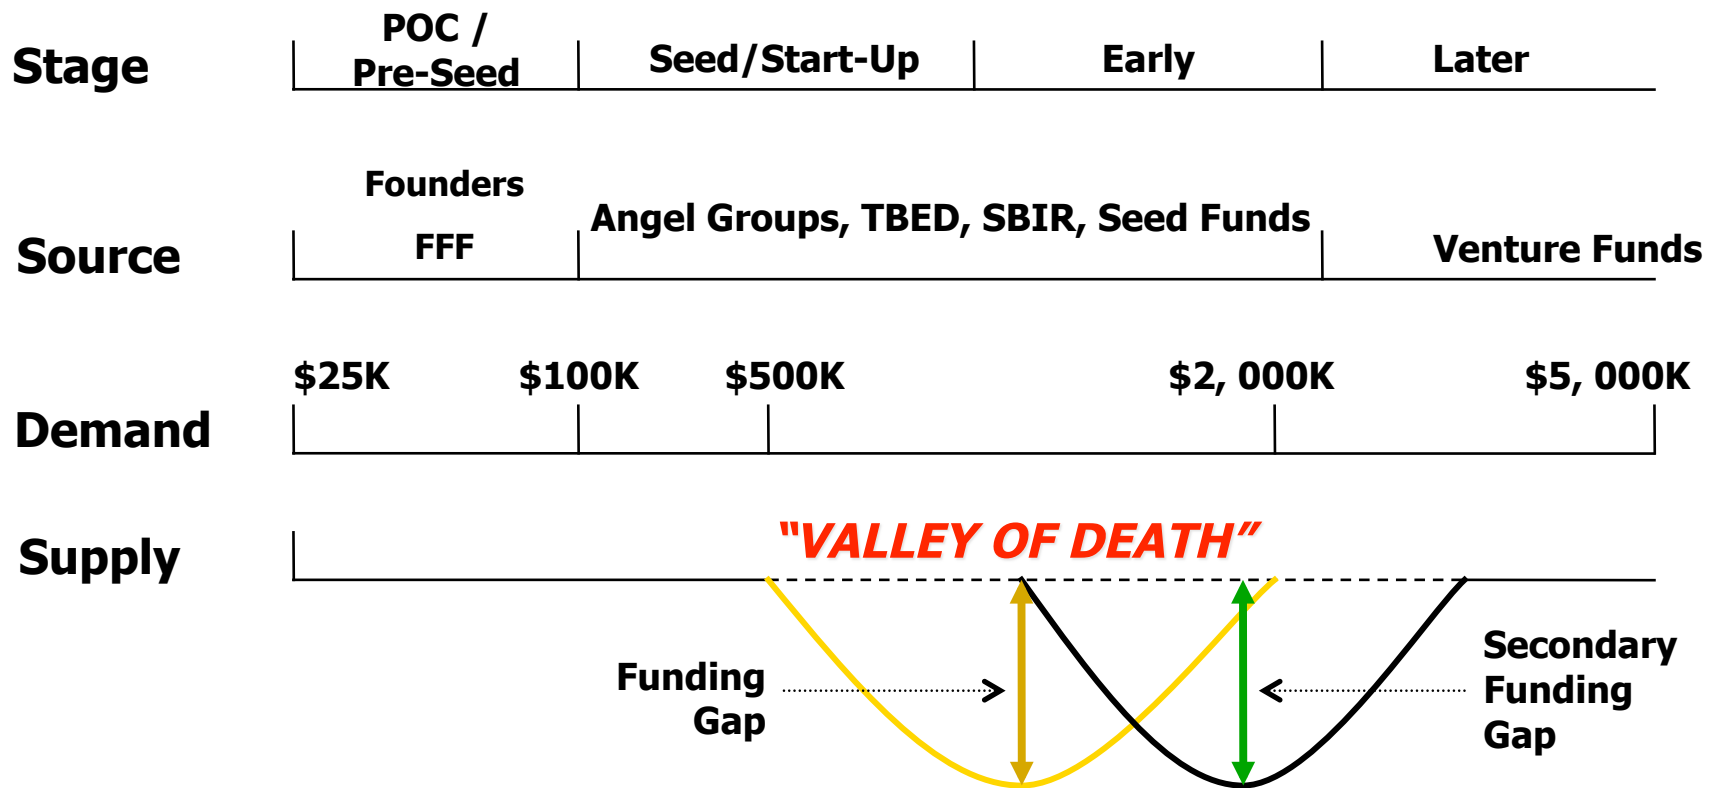 Stage
POC /
Pre-Seed
Seed/Start-Up
Early
Later
Source
Founders
FFF
Angel Groups, TBED, SBIR, Seed Funds
Venture Funds
Demand
$25K
$100K
$500K
$2, 000K
$5, 000K
Supply
“VALLEY OF DEATH”
Funding
Gap
Secondary
Funding
Gap